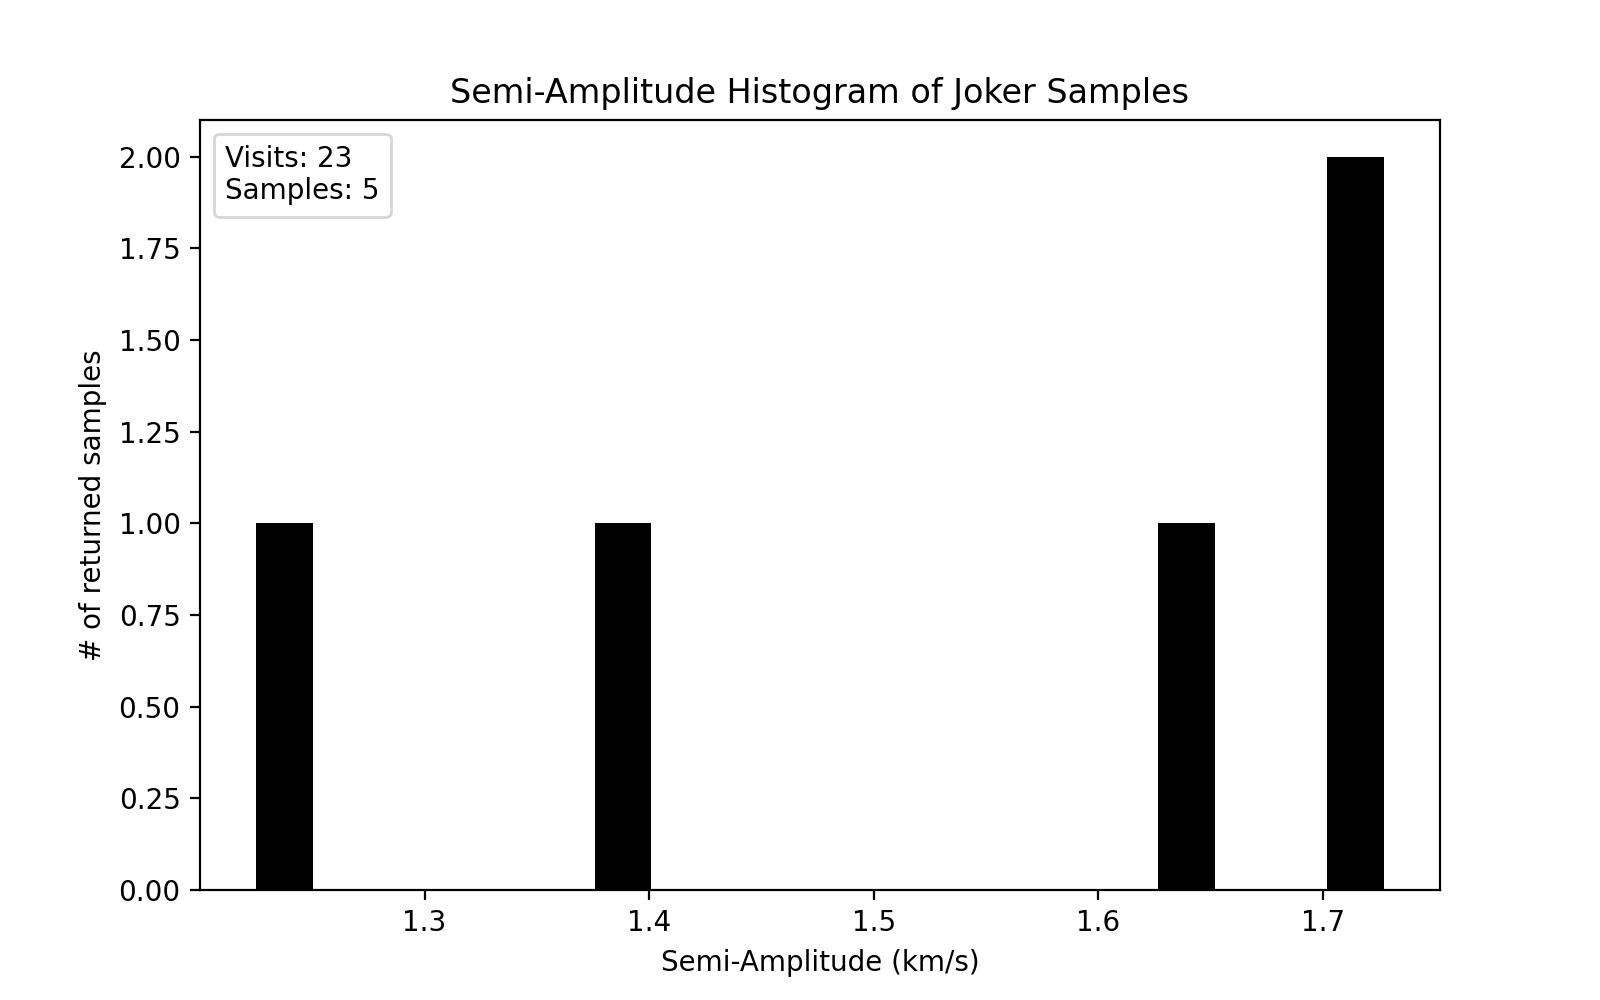 Semi-Amplitude Histogram of Joker Samples
Visits: 23
Samples: 5
# of returned samples
2.00
1.75
1.50
1.25
1.00
0.75
0.50
0.25
0.00
1.3 1.4 1.5 1.6 1.7
Semi-Amplitude (km/s)